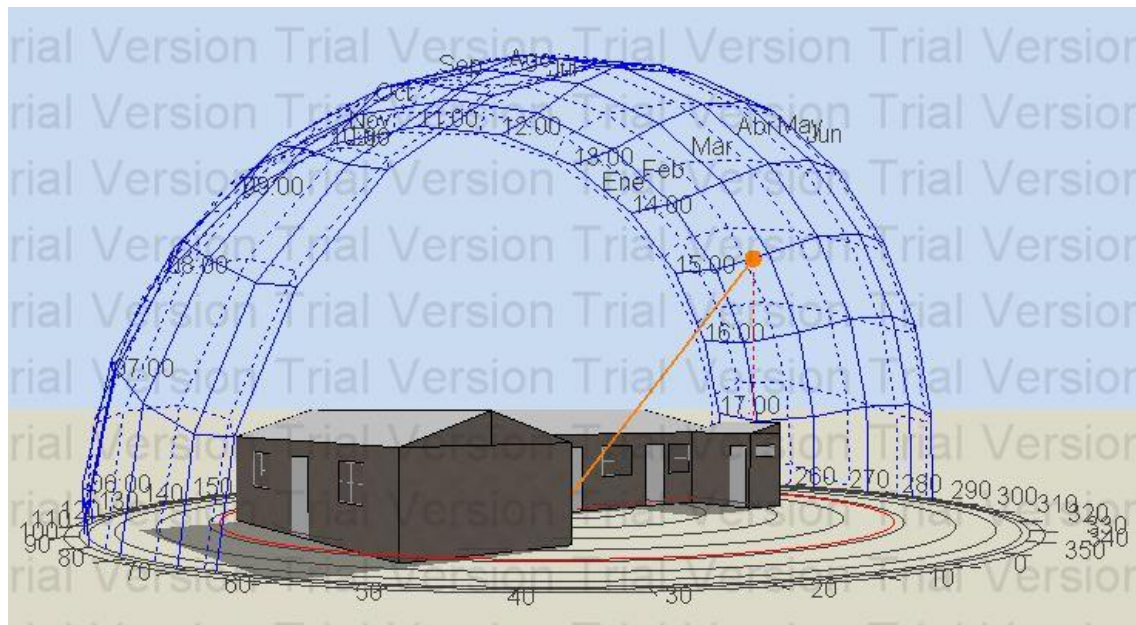 Trial Version Trial Version Trial Version Trial Version
Sep Ago Jul
Oct
Nov 11:00 12:00 Abr May Jun
10:00 Mar
13:00 Feb
09:00 Ene
14:00
08:00 15:00
16:00
07:00
17:00
06:00 150 260 270 280 290 300 310
130 140 320
110 120 330
100 340
90 350
80 70 60 50 40 30 20 10 0